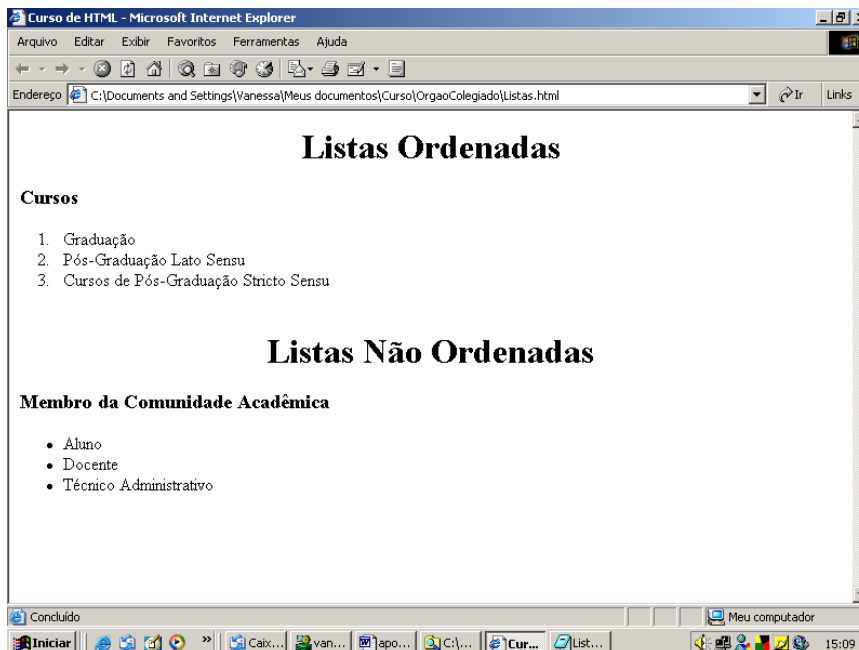 Curso de HTML - Microsoft Internet Explorer
Arquivo Editar Exibir Favoritos Ferramentas Ajuda
Endereço C:\Documents and Settings\Vanessa\Meus documentos\Curso\OrgaoColegiado\Listas.html Ir Links
Listas Ordenadas
Cursos
1. Graduação
2. Pós-Graduação Lato Sensu
3. Cursos de Pós-Graduação Stricto Sensu
Listas Não Ordenadas
Membro da Comunidade Acadêmica
• Aluno
• Docente
• Técnico Administrativo
Concluído Meu computador
Iniciar » Caix... van... apo... C:\... Cur... List... 15:09